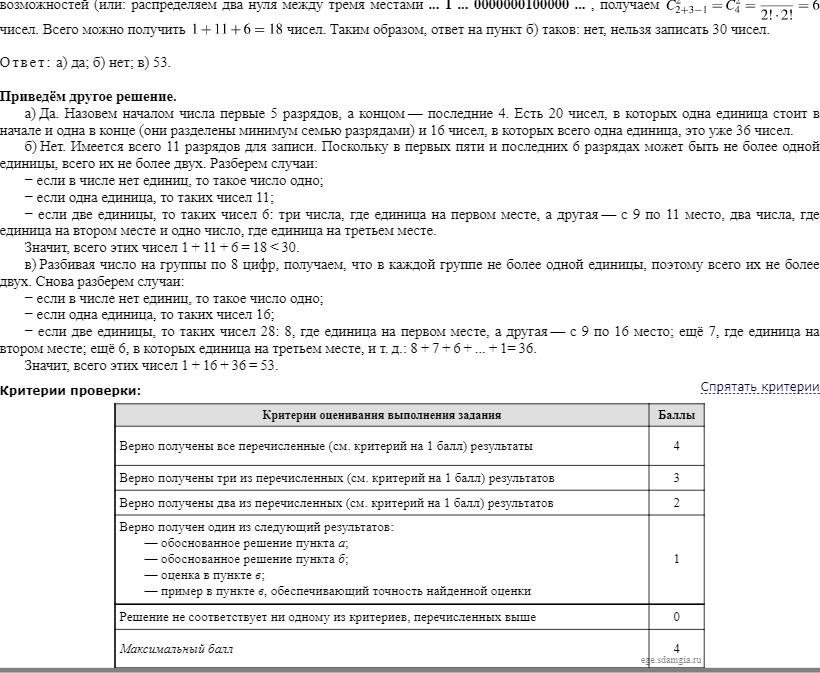 возможностей (или: распределяем два нуля между тремя местами ... 1 ... 0000000100000 ... , получаем C²₂₊₃₋₁ = C²₄ = 2! · 2! = 6
чисел. Всего можно получить 1 + 11 + 6 = 18 чисел. Таким образом, ответ на пункт б) таков: нет, нельзя записать 30 чисел.
Ответ: а) да; б) нет; в) 53.
Приведём другое решение.
а) Да. Назовем началом числа первые 5 разрядов, а концом — последние 4. Есть 20 чисел, в которых одна единица стоит в
начале и одна в конце (они разделены минимум семью разрядами) и 16 чисел, в которых всего одна единица, это уже 36 чисел.
б) Нет. Имеется всего 11 разрядов для записи. Поскольку в первых пяти и последних 6 разрядах может быть не более одной
единицы, всего их не более двух. Разберем случаи:
− если в числе нет единиц, то такое число одно;
− если одна единица, то таких чисел 11;
− если две единицы, то таких чисел 6: три числа, где единица на первом месте, а другая — с 9 по 11 место, два числа, где
единица на втором месте и одно число, где единица на третьем месте.
Значит, всего этих чисел 1 + 11 + 6 = 18 < 30.
в) Разбивая число на группы по 8 цифр, получаем, что в каждой группе не более одной единицы, поэтому всего их не более
двух. Снова разберем случаи:
− если в числе нет единиц, то такое число одно;
− если одна единица, то таких чисел 16;
− если две единицы, то таких чисел 28: 8, где единица на первом месте, а другая — с 9 по 16 место; ещё 7, где единица на
втором месте; ещё 6, в которых единица на третьем месте, и т. д.: 8 + 7 + 6 + ... + 1= 36.
Значит, всего этих чисел 1 + 16 + 36 = 53.
Критерии проверки:
Спрятать критерии
Критерии оценивания выполнения задания Баллы
Верно получены все перечисленные (см. критерий на 1 балл) результаты 4
Верно получены три из перечисленных (см. критерий на 1 балл) результатов 3
Верно получены два из перечисленных (см. критерий на 1 балл) результатов 2
Верно получен один из следующий результатов:
— обоснованное решение пункта а;
— обоснованное решение пункта б;
— оценка в пункте в;
— пример в пункте в, обеспечивающий точность найденной оценки
1
Решение не соответствует ни одному из критериев, перечисленных выше 0
Максимальный балл 4
ege.sdamgia.ru